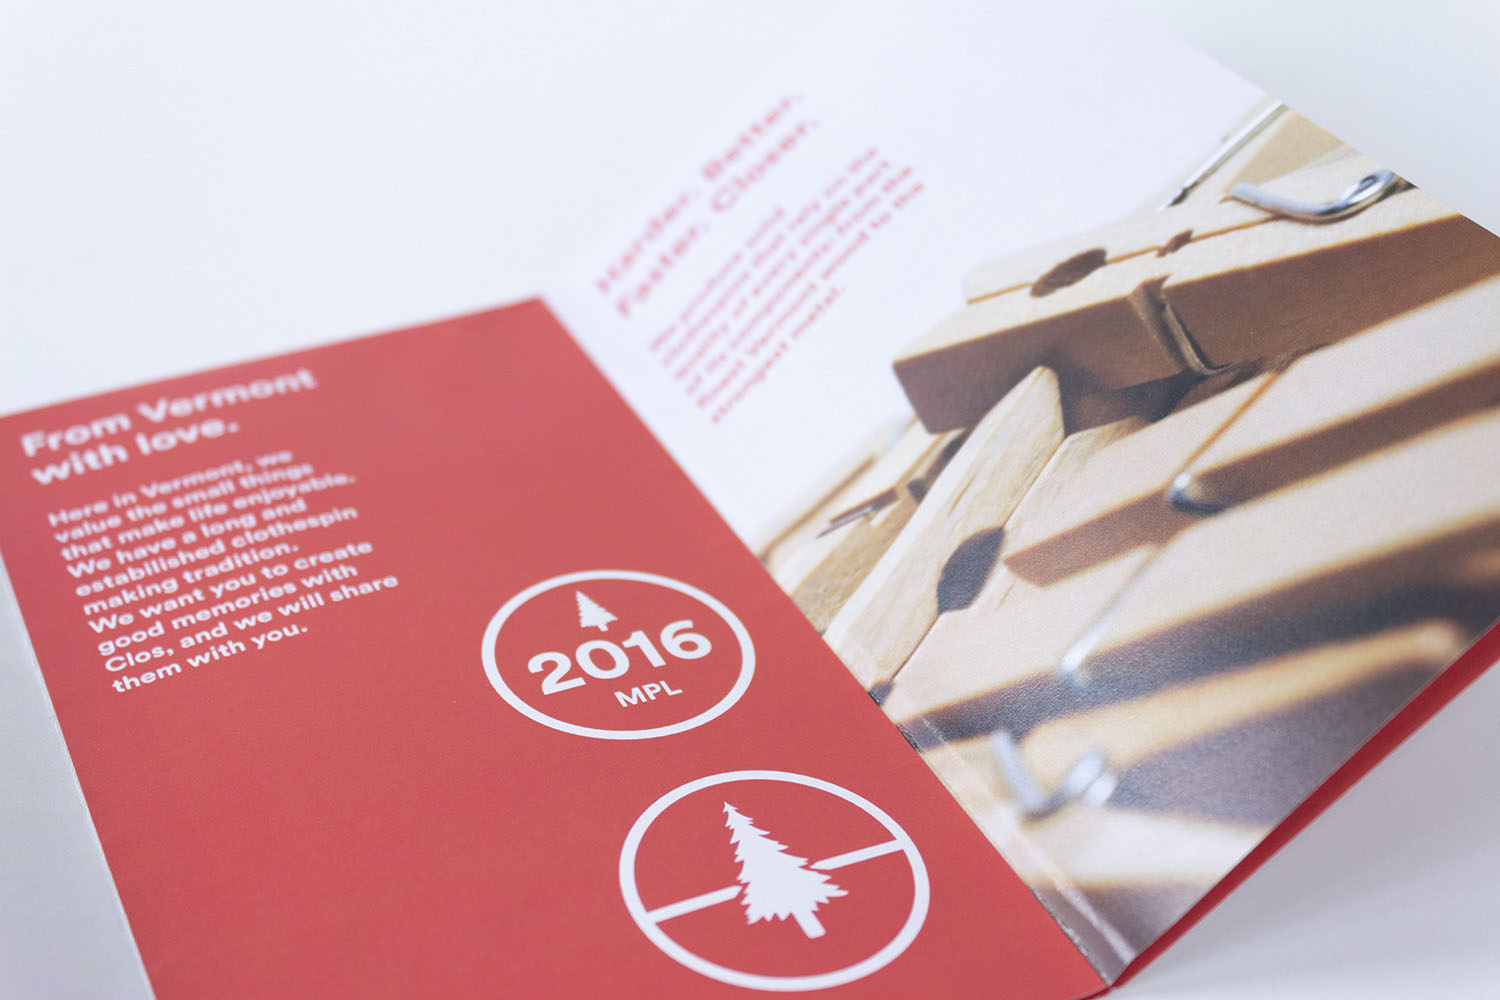 From Vermont
with love.
Here in Vermont, we
value the small things
that make life enjoyable.
We have a long and
estabilished clothespin
making tradition.
We want you to create
good memories with
Clos, and we will share
them with you.
2016
MPL
Harder. Better.
Faster. Closer.
We produce solid
clothespins that rely on the
quality of every single part
of its components: from the
finest Vermont wood to the
strongest metal.